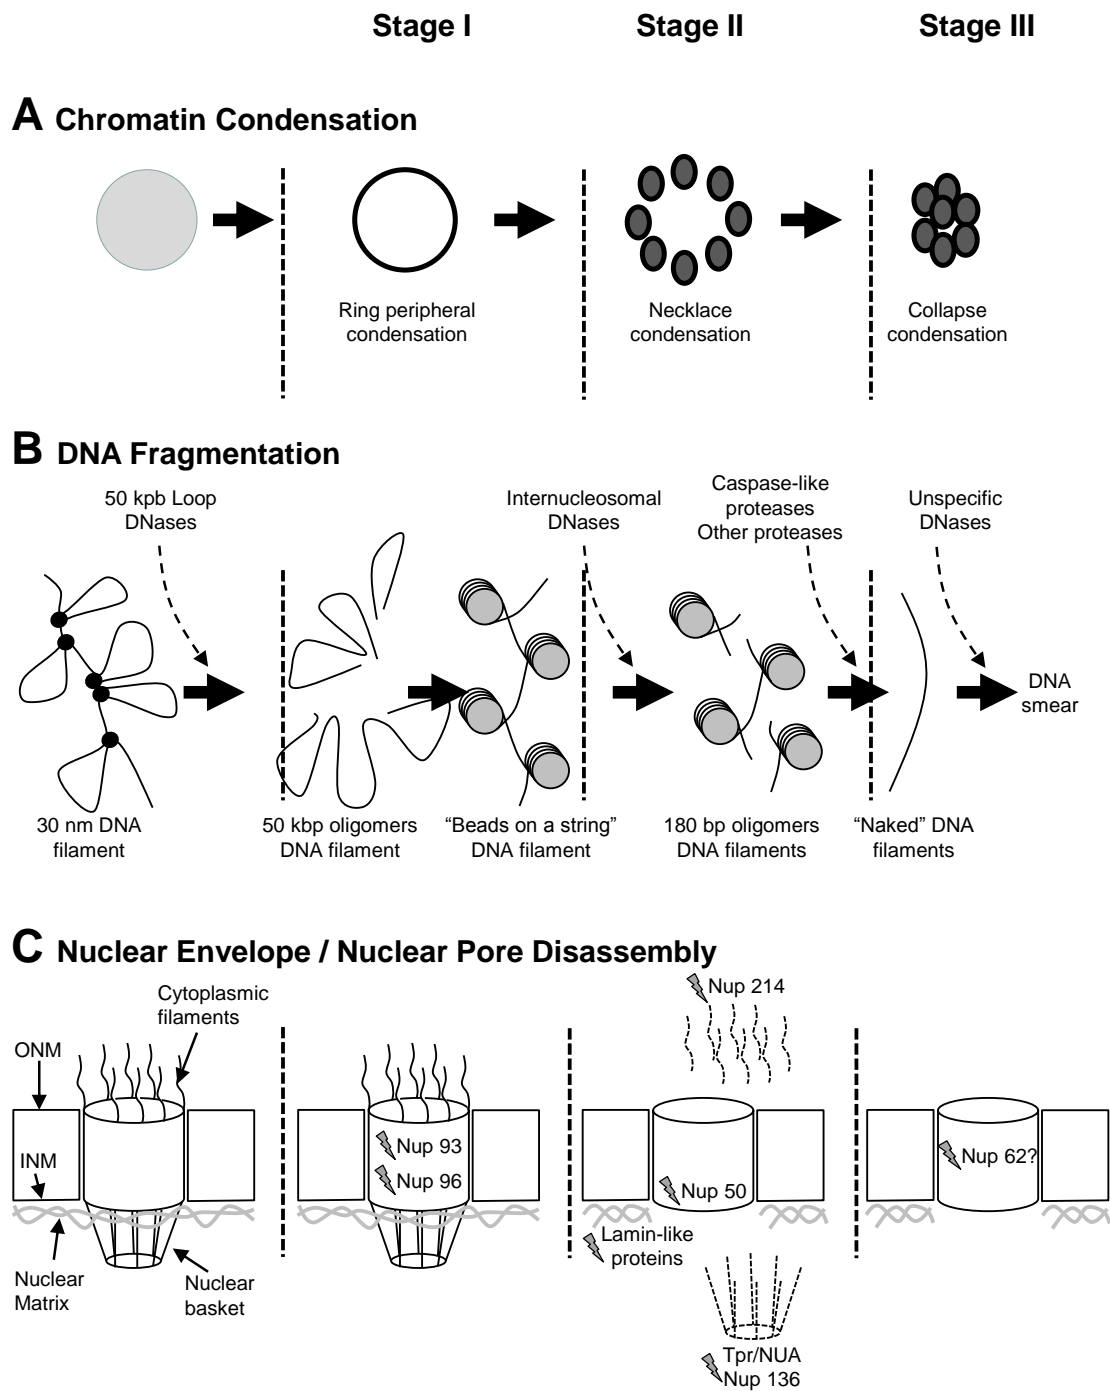 Stage I
Stage II
Stage III
A Chromatin Condensation
Ring peripheral
condensation
Necklace
condensation
Collapse
condensation
B DNA Fragmentation
50 kpb Loop
DNases
Internucleosomal
DNases
Caspase-like
proteases
Other proteases
Unspecific
DNases
DNA
smear
30 nm DNA
filament
50 kbp oligomers
DNA filament
“Beads on a string”
DNA filament
180 bp oligomers
DNA filaments
“Naked” DNA
filaments
C Nuclear Envelope / Nuclear Pore Disassembly
Cytoplasmic
filaments
ONM
INM
Nuclear
Matrix
Nuclear
basket
Nup 93
Nup 96
Nup 214
Nup 50
Lamin-like
proteins
Tpr/NUA
Nup 136
Nup 62?